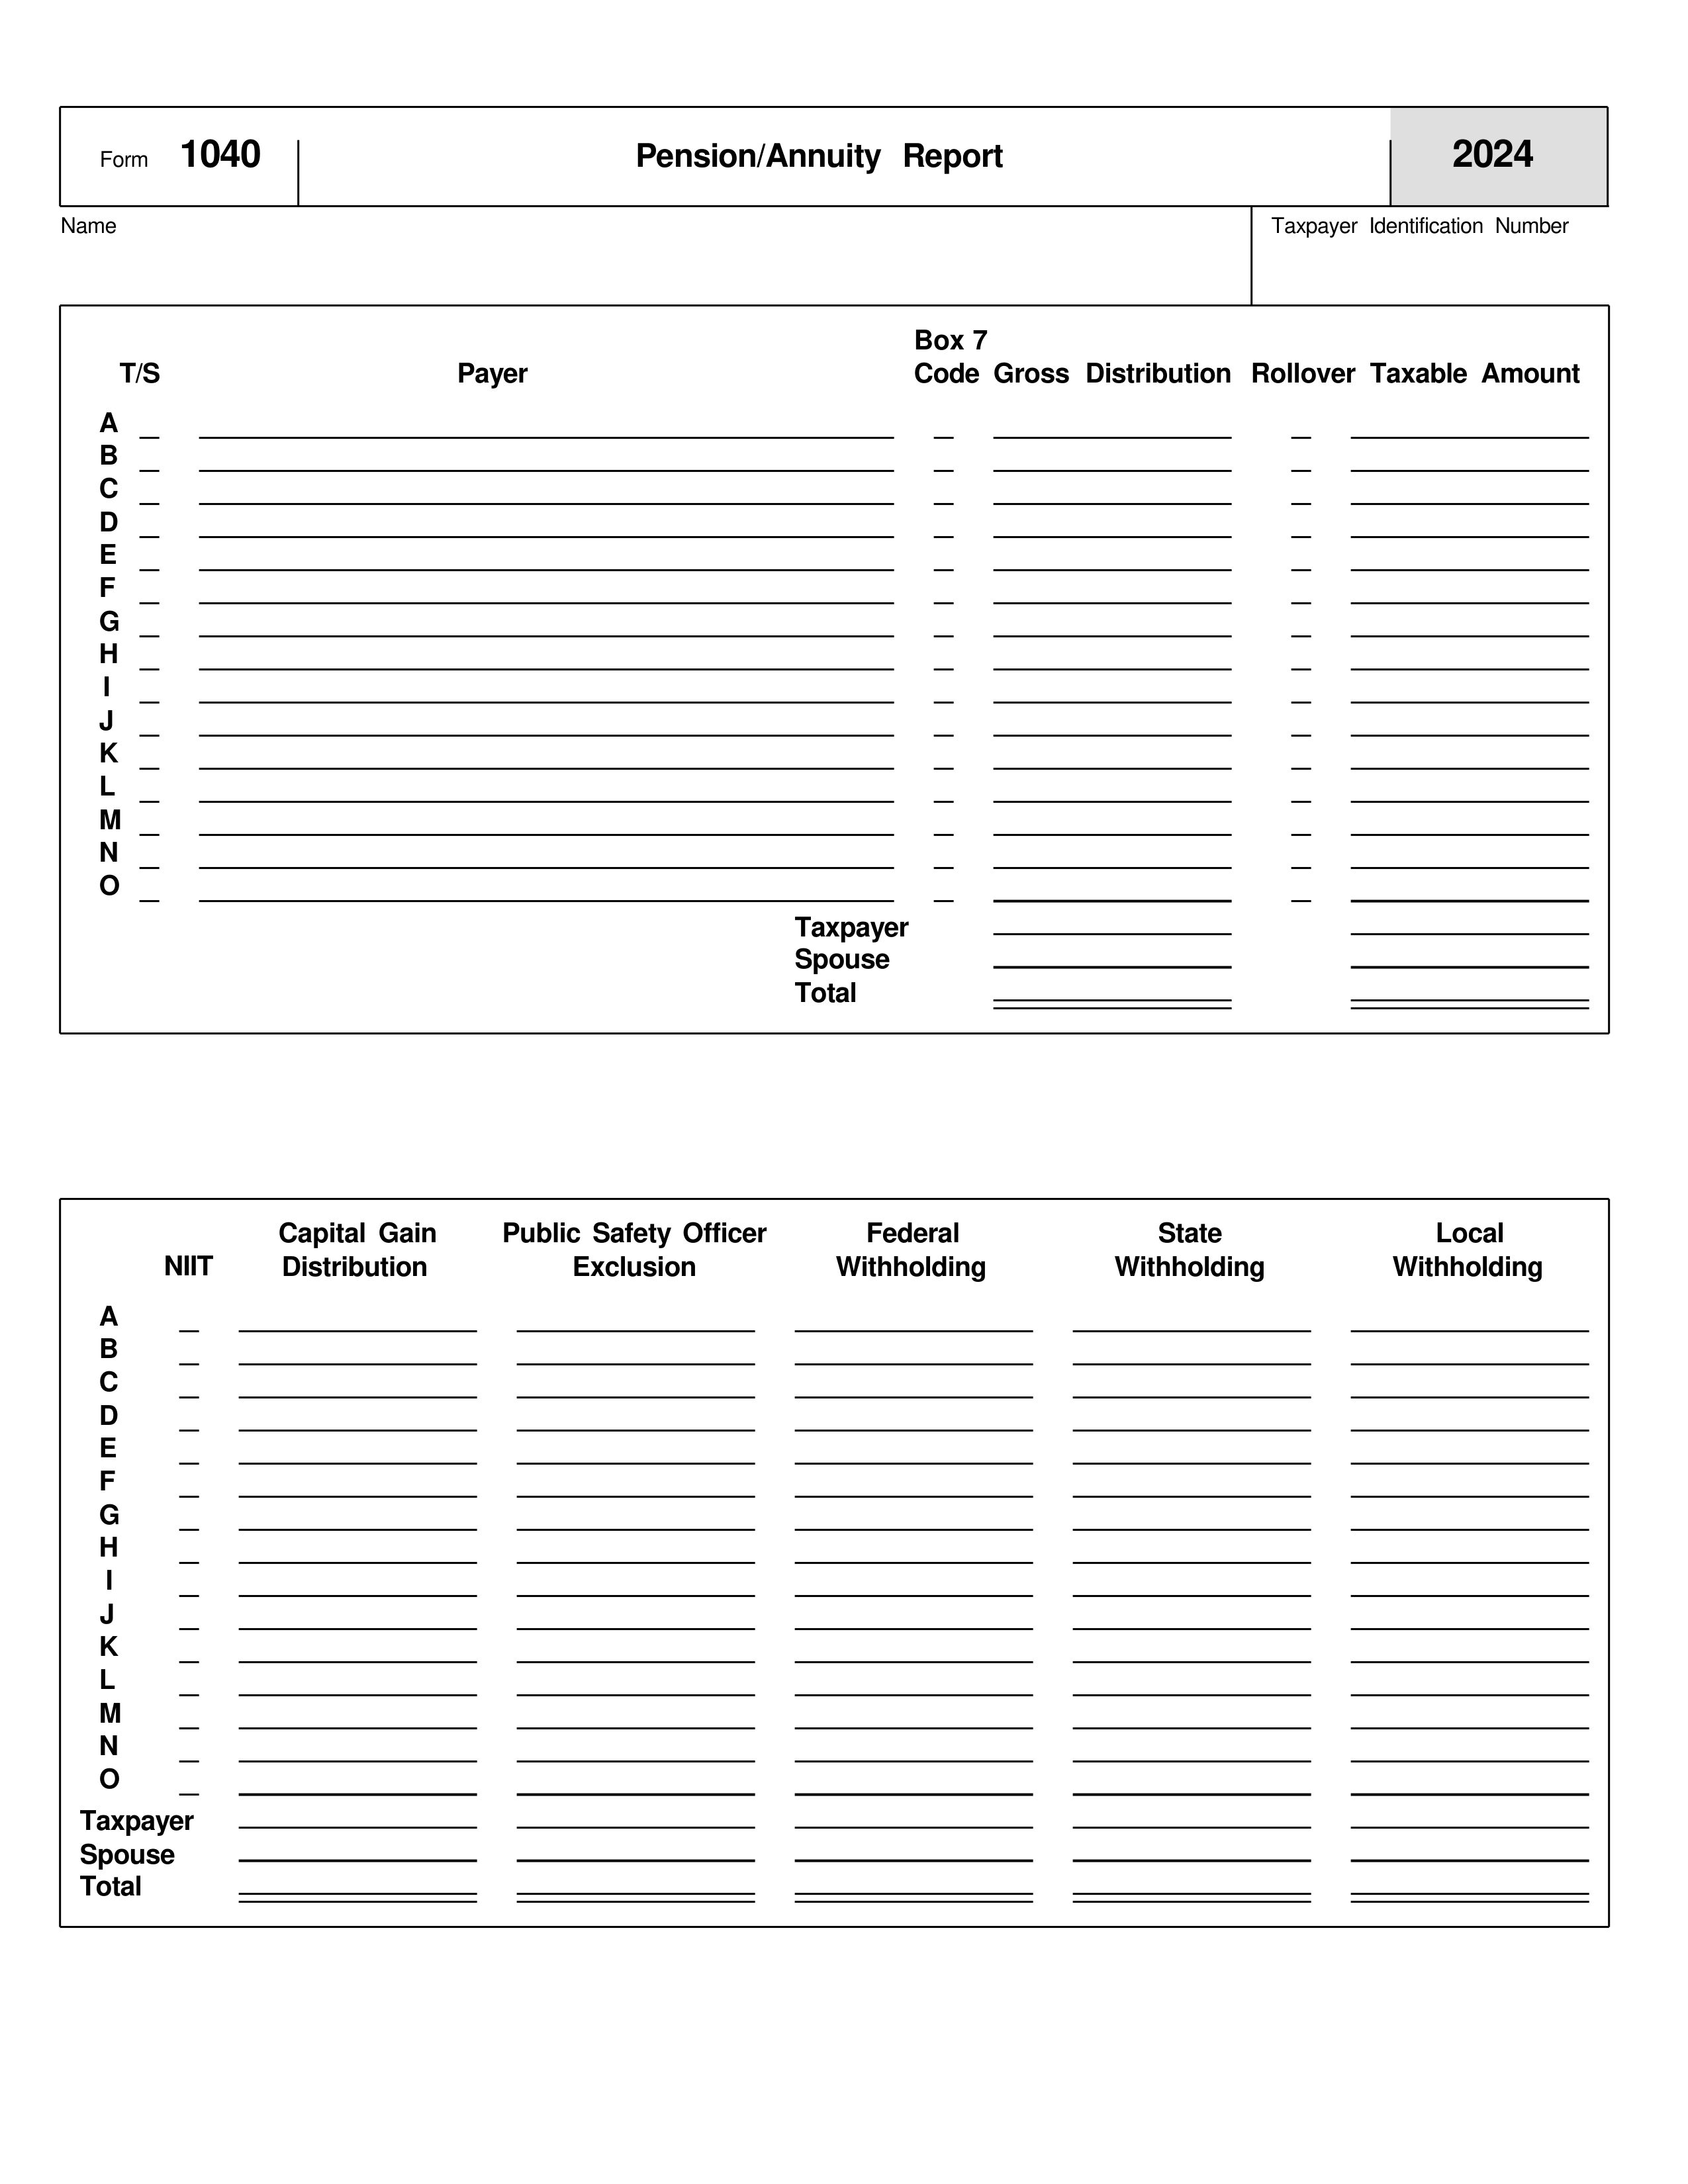 Form 1040 Pension/Annuity Report 2024
Name Taxpayer Identification Number
Box 7
T/S Payer Code Gross Distribution Rollover Taxable Amount
A
B
C
D
E
F
G
H
I
J
K
L
M
N
O
Taxpayer
Spouse
Total
Capital Gain Public Safety Officer Federal State Local
NIIT Distribution Exclusion Withholding Withholding Withholding
A
B
C
D
E
F
G
H
I
J
K
L
M
N
O
Taxpayer
Spouse
Total